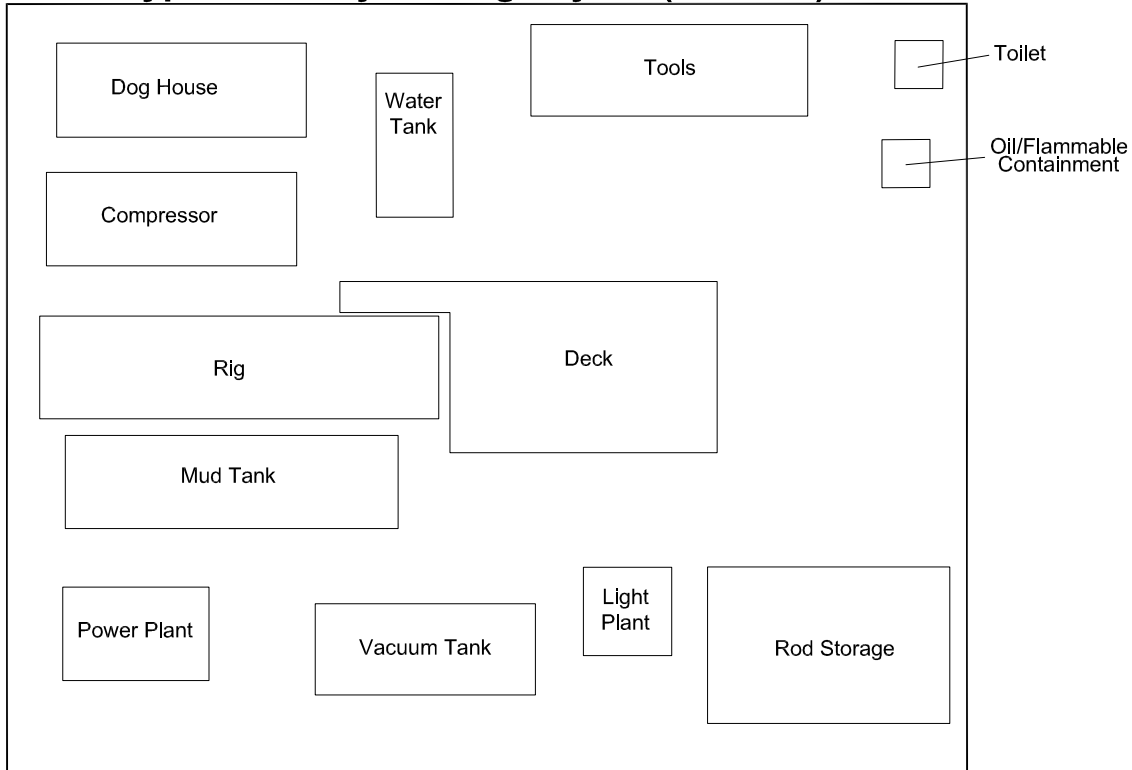 Dog House
Water
Tank
Tools
Toilet
Oil/Flammable
Containment
Compressor
Rig
Deck
Mud Tank
Power Plant
Vacuum Tank
Light
Plant
Rod Storage